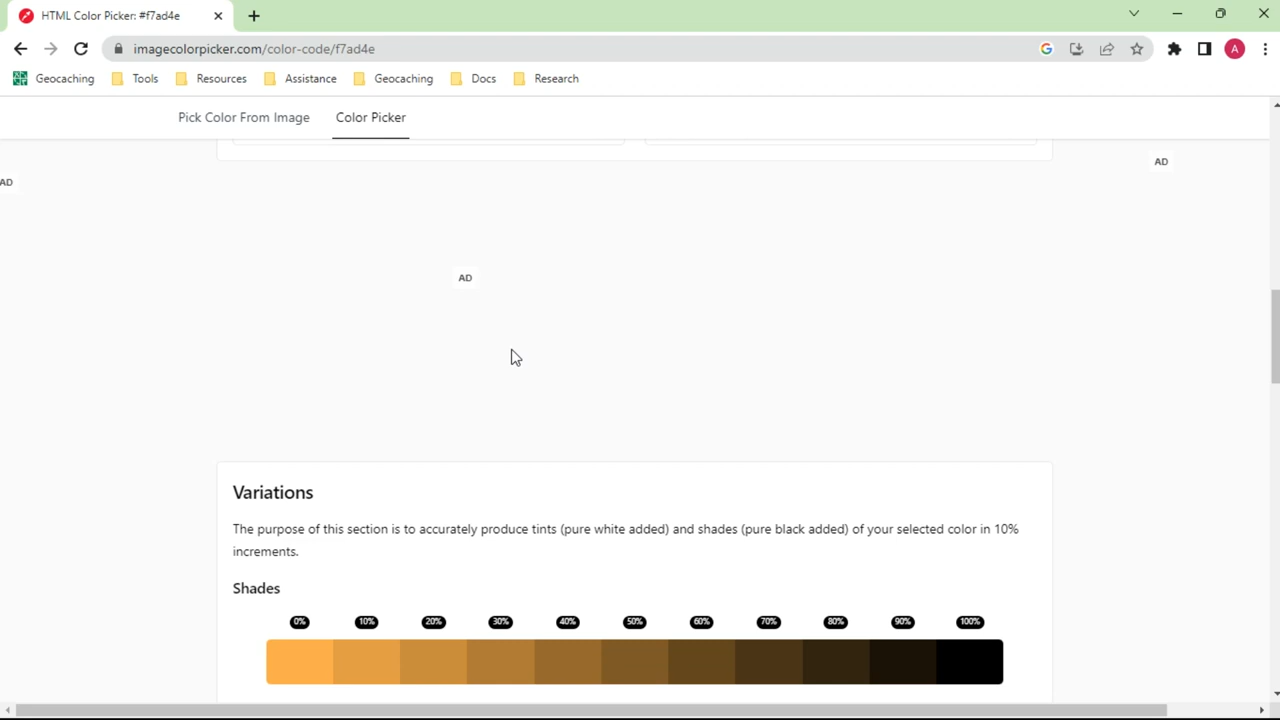 HTML Color Picker: #f7ad4e
imagecolorpicker.com/color-code/f7ad4e
A
Geocaching Tools Resources Assistance Geocaching Docs Research
Pick Color From Image Color Picker
AD
AD
AD
Variations
The purpose of this section is to accurately produce tints (pure white added) and shades (pure black added) of your selected color in 10%
increments.
Shades
0% 10% 20% 30% 40% 50% 60% 70% 80% 90% 100%